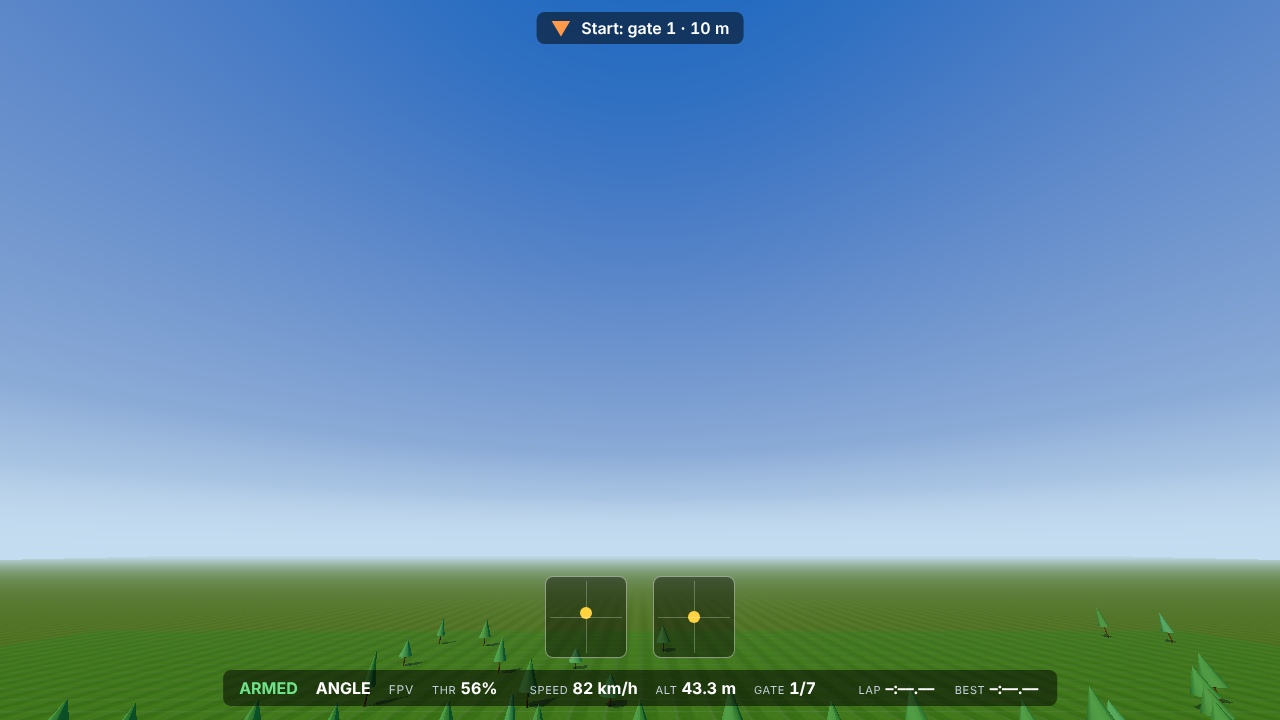 Start: gate 1 · 10 m
ARMED ANGLE FPV THR 56% SPEED 82 km/h ALT 43.3 m GATE 1/7 LAP –:––.–– BEST –:––.––